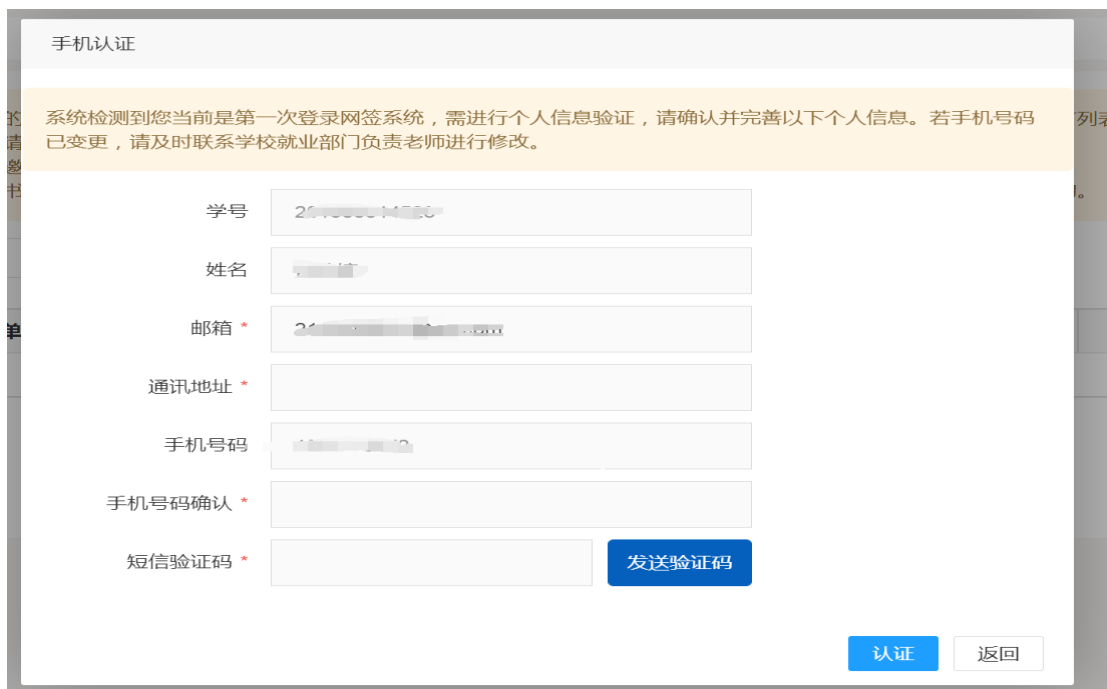 手机认证
系统检测到您当前是第一次登录网签系统，需进行个人信息验证，请确认并完善以下个人信息。若手机号码
已变更，请及时联系学校就业部门负责老师进行修改。
学号
姓名
邮箱 *
通讯地址 *
手机号码
手机号码确认 *
短信验证码 * 发送验证码
认证 返回